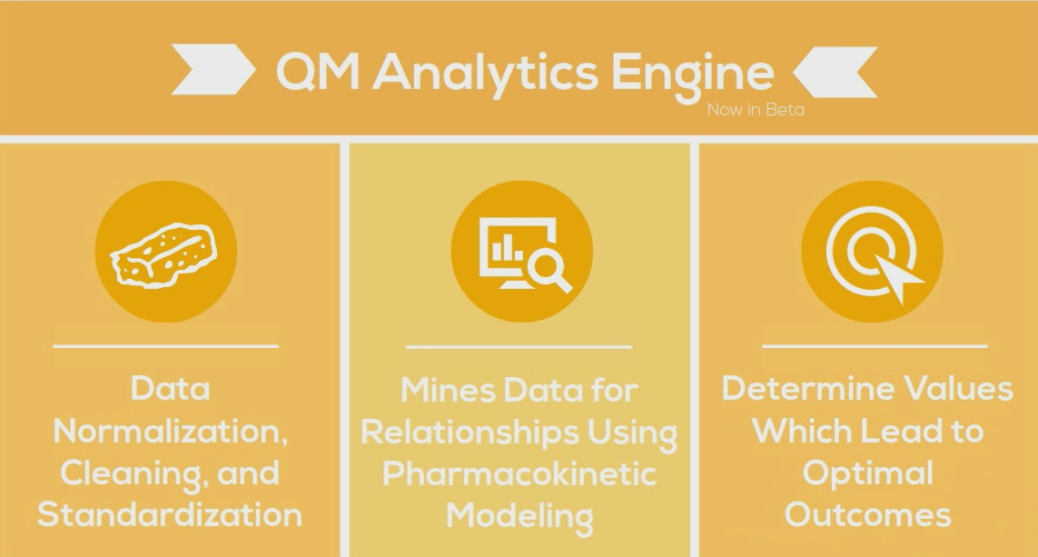 QM Analytics Engine
Now in Beta
Data
Normalization,
Cleaning, and
Standardization
Mines Data for
Relationships Using
Pharmacokinetic
Modeling
Determine Values
Which Lead to
Optimal
Outcomes